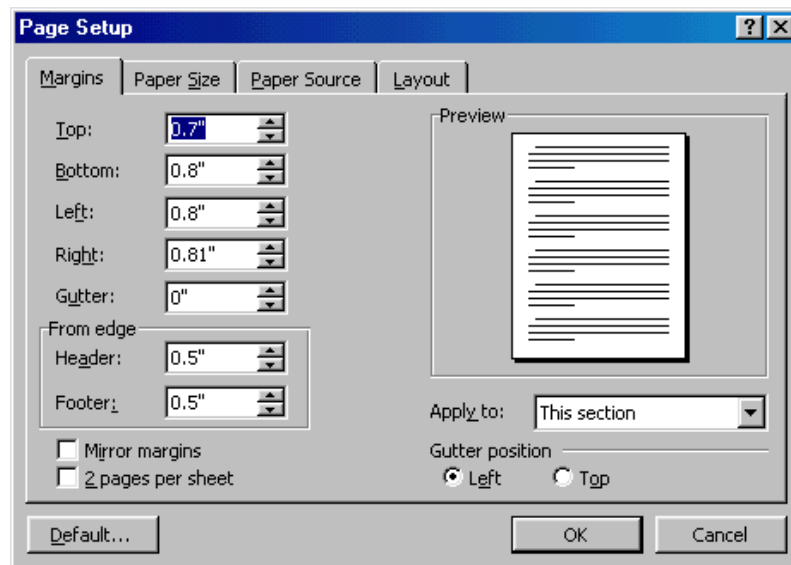 Page Setup
Margins Paper Size Paper Source Layout
Top: 0.7"
Bottom: 0.8"
Left: 0.8"
Right: 0.81"
Gutter: 0"
From edge
Header: 0.5"
Footer: 0.5"
Mirror margins
2 pages per sheet
Preview
Apply to: This section
Gutter position
Left Top
Default... OK Cancel